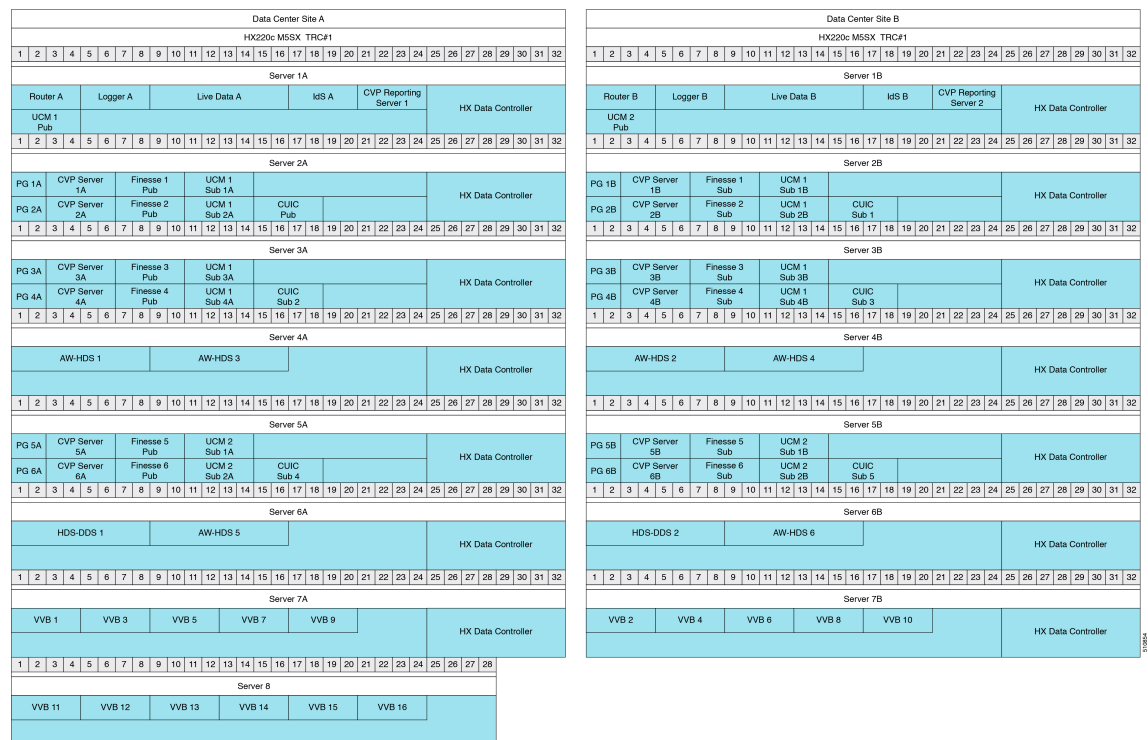 Data Center Site A
HX220c M5SX TRC#1
1 2 3 4 5 6 7 8 9 10 11 12 13 14 15 16 17 18 19 20 21 22 23 24 25 26 27 28 29 30 31 32
Server 1A
Router A Logger A Live Data A IdS A CVP Reporting
Server 1
HX Data Controller
UCM 1
Pub
1 2 3 4 5 6 7 8 9 10 11 12 13 14 15 16 17 18 19 20 21 22 23 24 25 26 27 28 29 30 31 32
Server 2A
PG 1A CVP Server Finesse 1 UCM 1
1A Pub Sub 1A
HX Data Controller
PG 2A CVP Server Finesse 2 UCM 1 CUIC
2A Pub Sub 2A Pub
1 2 3 4 5 6 7 8 9 10 11 12 13 14 15 16 17 18 19 20 21 22 23 24 25 26 27 28 29 30 31 32
Server 3A
PG 3A CVP Server Finesse 3 UCM 1
3A Pub Sub 3A
HX Data Controller
PG 4A CVP Server Finesse 4 UCM 1 CUIC
4A Pub Sub 4A Sub 2
1 2 3 4 5 6 7 8 9 10 11 12 13 14 15 16 17 18 19 20 21 22 23 24 25 26 27 28 29 30 31 32
Server 4A
AW-HDS 1 AW-HDS 3
HX Data Controller
1 2 3 4 5 6 7 8 9 10 11 12 13 14 15 16 17 18 19 20 21 22 23 24 25 26 27 28 29 30 31 32
Server 5A
PG 5A CVP Server Finesse 5 UCM 2
5A Pub Sub 1A
HX Data Controller
PG 6A CVP Server Finesse 6 UCM 2 CUIC
6A Pub Sub 2A Sub 4
1 2 3 4 5 6 7 8 9 10 11 12 13 14 15 16 17 18 19 20 21 22 23 24 25 26 27 28 29 30 31 32
Server 6A
HDS-DDS 1 AW-HDS 5
HX Data Controller
1 2 3 4 5 6 7 8 9 10 11 12 13 14 15 16 17 18 19 20 21 22 23 24 25 26 27 28 29 30 31 32
Server 7A
VVB 1 VVB 3 VVB 5 VVB 7 VVB 9
HX Data Controller
1 2 3 4 5 6 7 8 9 10 11 12 13 14 15 16 17 18 19 20 21 22 23 24 25 26 27 28
Server 8
VVB 11 VVB 12 VVB 13 VVB 14 VVB 15 VVB 16
Data Center Site B
HX220c M5SX TRC#1
1 2 3 4 5 6 7 8 9 10 11 12 13 14 15 16 17 18 19 20 21 22 23 24 25 26 27 28 29 30 31 32
Server 1B
Router B Logger B Live Data B IdS B CVP Reporting
Server 2
HX Data Controller
UCM 2
Pub
1 2 3 4 5 6 7 8 9 10 11 12 13 14 15 16 17 18 19 20 21 22 23 24 25 26 27 28 29 30 31 32
Server 2B
PG 1B CVP Server Finesse 1 UCM 1
1B Sub Sub 1B
HX Data Controller
PG 2B CVP Server Finesse 2 UCM 1 CUIC
2B Sub Sub 2B Sub 1
1 2 3 4 5 6 7 8 9 10 11 12 13 14 15 16 17 18 19 20 21 22 23 24 25 26 27 28 29 30 31 32
Server 3B
PG 3B CVP Server Finesse 3 UCM 1
3B Sub Sub 3B
HX Data Controller
PG 4B CVP Server Finesse 4 UCM 1 CUIC
4B Sub Sub 4B Sub 3
1 2 3 4 5 6 7 8 9 10 11 12 13 14 15 16 17 18 19 20 21 22 23 24 25 26 27 28 29 30 31 32
Server 4B
AW-HDS 2 AW-HDS 4
HX Data Controller
1 2 3 4 5 6 7 8 9 10 11 12 13 14 15 16 17 18 19 20 21 22 23 24 25 26 27 28 29 30 31 32
Server 5B
PG 5B CVP Server Finesse 5 UCM 2
5B Sub Sub 1B
HX Data Controller
PG 6B CVP Server Finesse 6 UCM 2 CUIC
6B Sub Sub 2B Sub 5
1 2 3 4 5 6 7 8 9 10 11 12 13 14 15 16 17 18 19 20 21 22 23 24 25 26 27 28 29 30 31 32
Server 6B
HDS-DDS 2 AW-HDS 6
HX Data Controller
1 2 3 4 5 6 7 8 9 10 11 12 13 14 15 16 17 18 19 20 21 22 23 24 25 26 27 28 29 30 31 32
Server 7B
VVB 2 VVB 4 VVB 6 VVB 8 VVB 10
HX Data Controller
510854